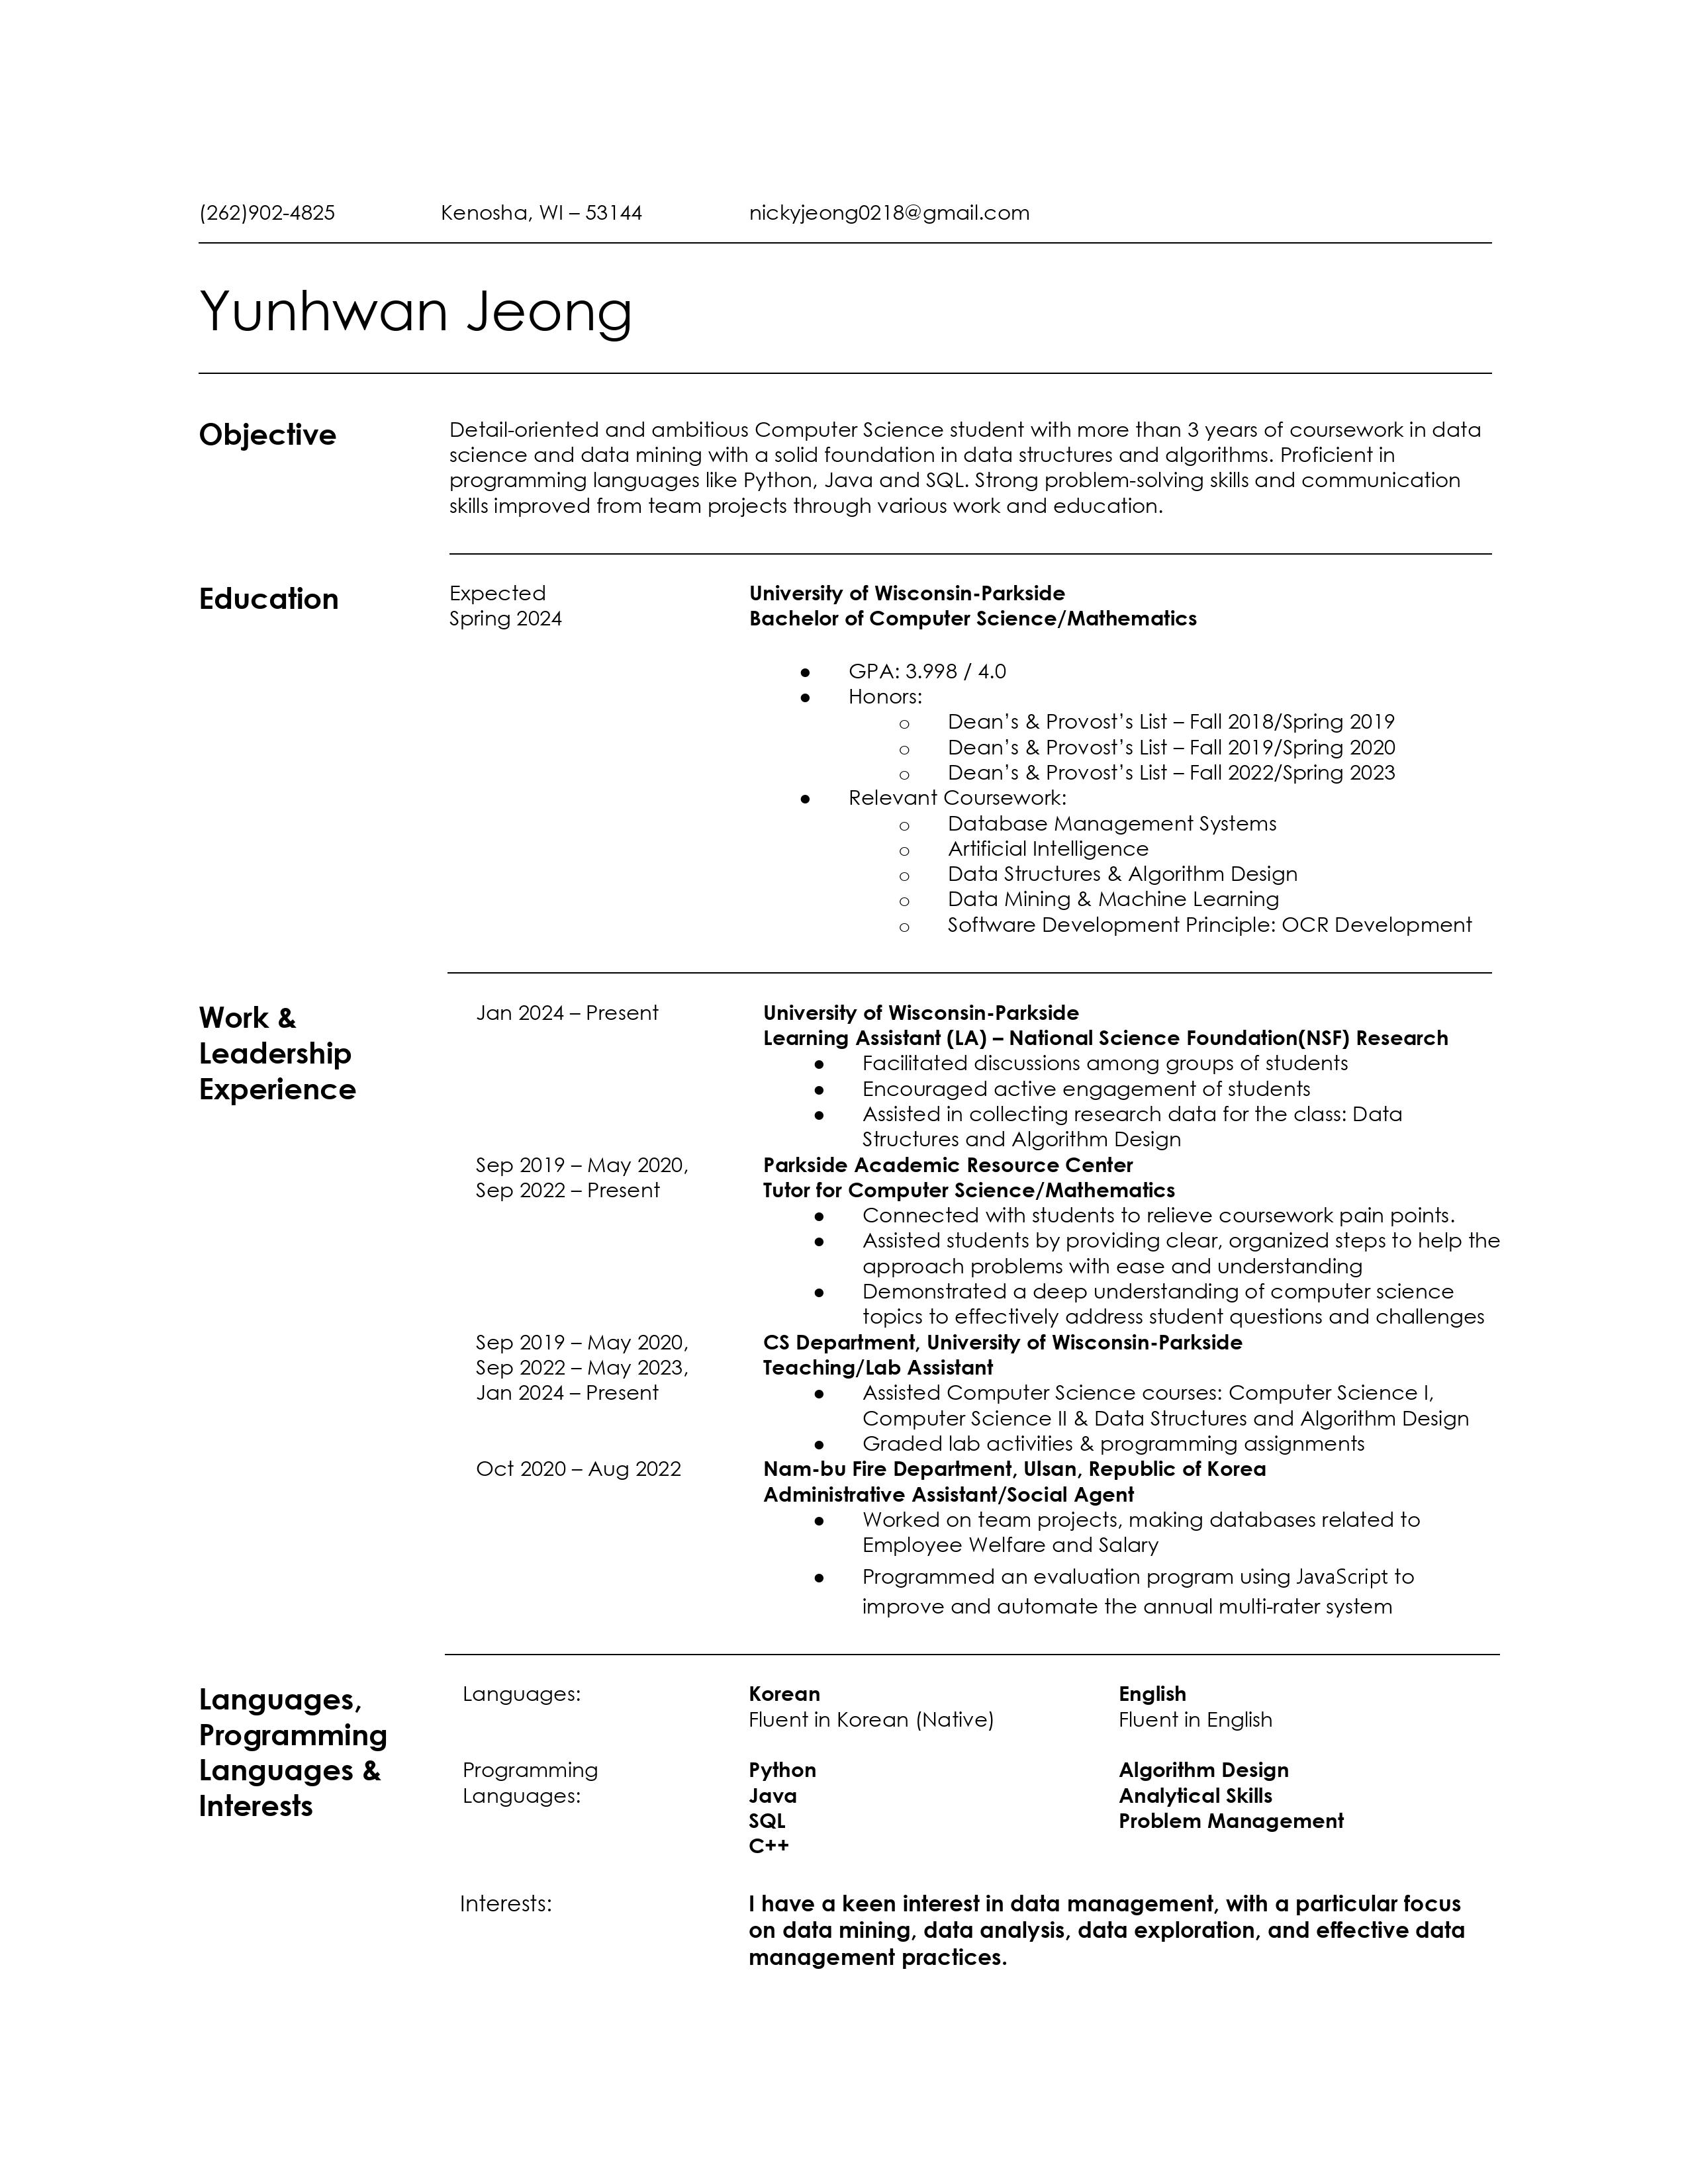 (262)902-4825 Kenosha, WI – 53144 nickyjeong0218@gmail.com
Yunhwan Jeong
Objective
Detail-oriented and ambitious Computer Science student with more than 3 years of coursework in data
science and data mining with a solid foundation in data structures and algorithms. Proficient in
programming languages like Python, Java and SQL. Strong problem-solving skills and communication
skills improved from team projects through various work and education.
Education
Expected
Spring 2024
University of Wisconsin-Parkside
Bachelor of Computer Science/Mathematics
● GPA: 3.998 / 4.0
● Honors:
o Dean’s & Provost’s List – Fall 2018/Spring 2019
o Dean’s & Provost’s List – Fall 2019/Spring 2020
o Dean’s & Provost’s List – Fall 2022/Spring 2023
● Relevant Coursework:
o Database Management Systems
o Artificial Intelligence
o Data Structures & Algorithm Design
o Data Mining & Machine Learning
o Software Development Principle: OCR Development
Work &
Leadership
Experience
Jan 2024 – Present
University of Wisconsin-Parkside
Learning Assistant (LA) – National Science Foundation(NSF) Research
● Facilitated discussions among groups of students
● Encouraged active engagement of students
● Assisted in collecting research data for the class: Data
Structures and Algorithm Design
Sep 2019 – May 2020,
Sep 2022 – Present
Parkside Academic Resource Center
Tutor for Computer Science/Mathematics
● Connected with students to relieve coursework pain points.
● Assisted students by providing clear, organized steps to help the
approach problems with ease and understanding
● Demonstrated a deep understanding of computer science
topics to effectively address student questions and challenges
Sep 2019 – May 2020,
Sep 2022 – May 2023,
Jan 2024 – Present
CS Department, University of Wisconsin-Parkside
Teaching/Lab Assistant
● Assisted Computer Science courses: Computer Science I,
Computer Science II & Data Structures and Algorithm Design
● Graded lab activities & programming assignments
Oct 2020 – Aug 2022
Nam-bu Fire Department, Ulsan, Republic of Korea
Administrative Assistant/Social Agent
● Worked on team projects, making databases related to
Employee Welfare and Salary
● Programmed an evaluation program using JavaScript to
improve and automate the annual multi-rater system
Languages,
Programming
Languages &
Interests
Languages:
Korean
Fluent in Korean (Native)
English
Fluent in English
Programming
Languages:
Python
Java
SQL
C++
Algorithm Design
Analytical Skills
Problem Management
Interests:
I have a keen interest in data management, with a particular focus
on data mining, data analysis, data exploration, and effective data
management practices.